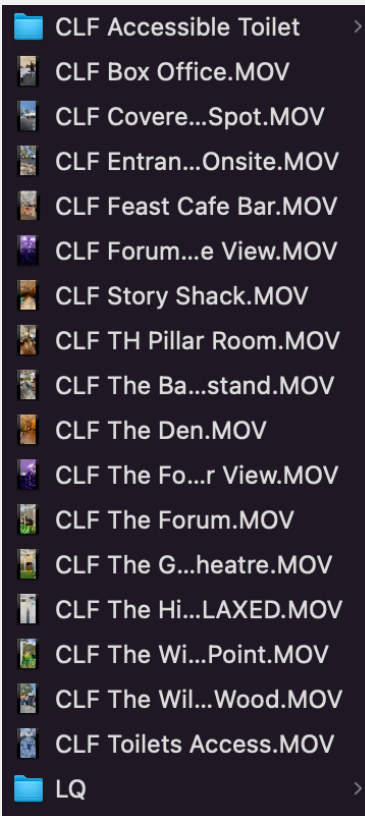 CLF Accessible Toilet
CLF Box Office.MOV
CLF Covere...Spot.MOV
CLF Entran...Onsite.MOV
CLF Feast Cafe Bar.MOV
CLF Forum...e View.MOV
CLF Story Shack.MOV
CLF TH Pillar Room.MOV
CLF The Ba...stand.MOV
CLF The Den.MOV
CLF The Fo...r View.MOV
CLF The Forum.MOV
CLF The G...heatre.MOV
CLF The Hi...LAXED.MOV
CLF The Wi...Point.MOV
CLF The Wil...Wood.MOV
CLF Toilets Access.MOV
LQ